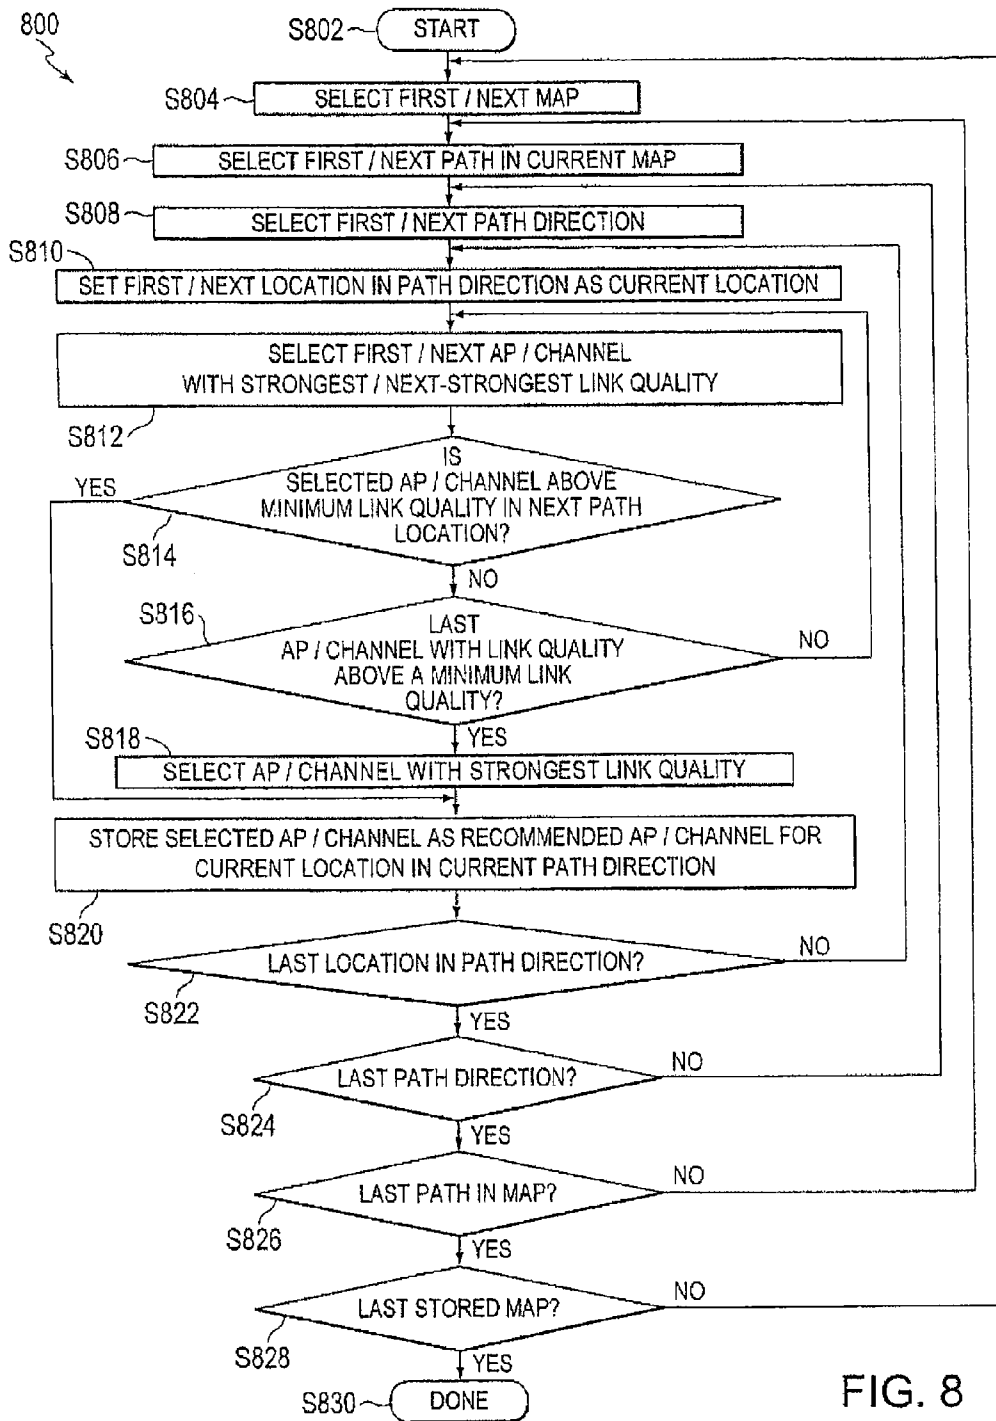 800
S802
START
S804
SELECT FIRST / NEXT MAP
S806
SELECT FIRST / NEXT PATH IN CURRENT MAP
S808
SELECT FIRST / NEXT PATH DIRECTION
S810
SET FIRST / NEXT LOCATION IN PATH DIRECTION AS CURRENT LOCATION
SELECT FIRST / NEXT AP / CHANNEL
WITH STRONGEST / NEXT-STRONGEST LINK QUALITY
S812
IS
SELECTED AP / CHANNEL ABOVE
MINIMUM LINK QUALITY IN NEXT PATH
LOCATION?
YES
S814
NO
S816
LAST
AP / CHANNEL WITH LINK QUALITY
ABOVE A MINIMUM LINK
QUALITY?
NO
YES
S818
SELECT AP / CHANNEL WITH STRONGEST LINK QUALITY
STORE SELECTED AP / CHANNEL AS RECOMMENDED AP / CHANNEL FOR
CURRENT LOCATION IN CURRENT PATH DIRECTION
S820
LAST LOCATION IN PATH DIRECTION?
NO
S822
YES
LAST PATH DIRECTION?
NO
S824
YES
LAST PATH IN MAP?
NO
S826
YES
LAST STORED MAP?
NO
S828
YES
S830
DONE
FIG. 8